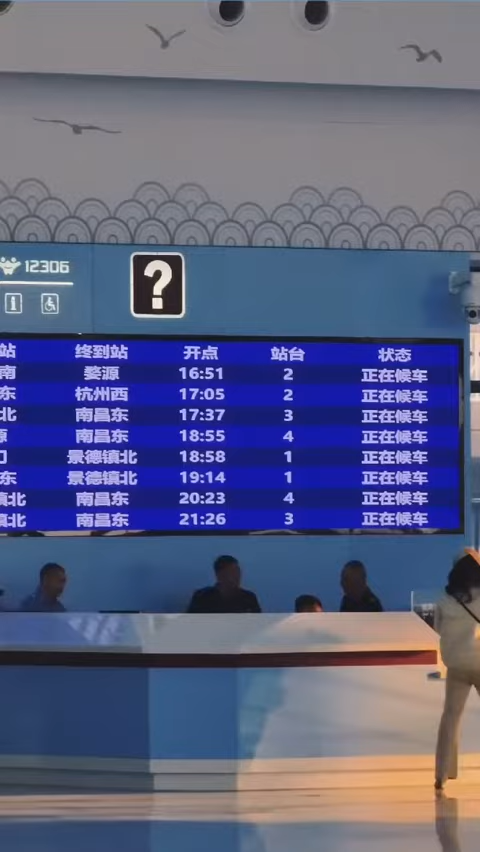 12306
?
站 终到站 开点 站台 状态
南 婺源 16:51 2 正在候车
东 杭州西 17:05 2 正在候车
北 南昌东 17:37 3 正在候车
源 南昌东 18:55 4 正在候车
门 景德镇北 18:58 1 正在候车
东 景德镇北 19:14 1 正在候车
镇北 南昌东 20:23 4 正在候车
镇北 南昌东 21:26 3 正在候车